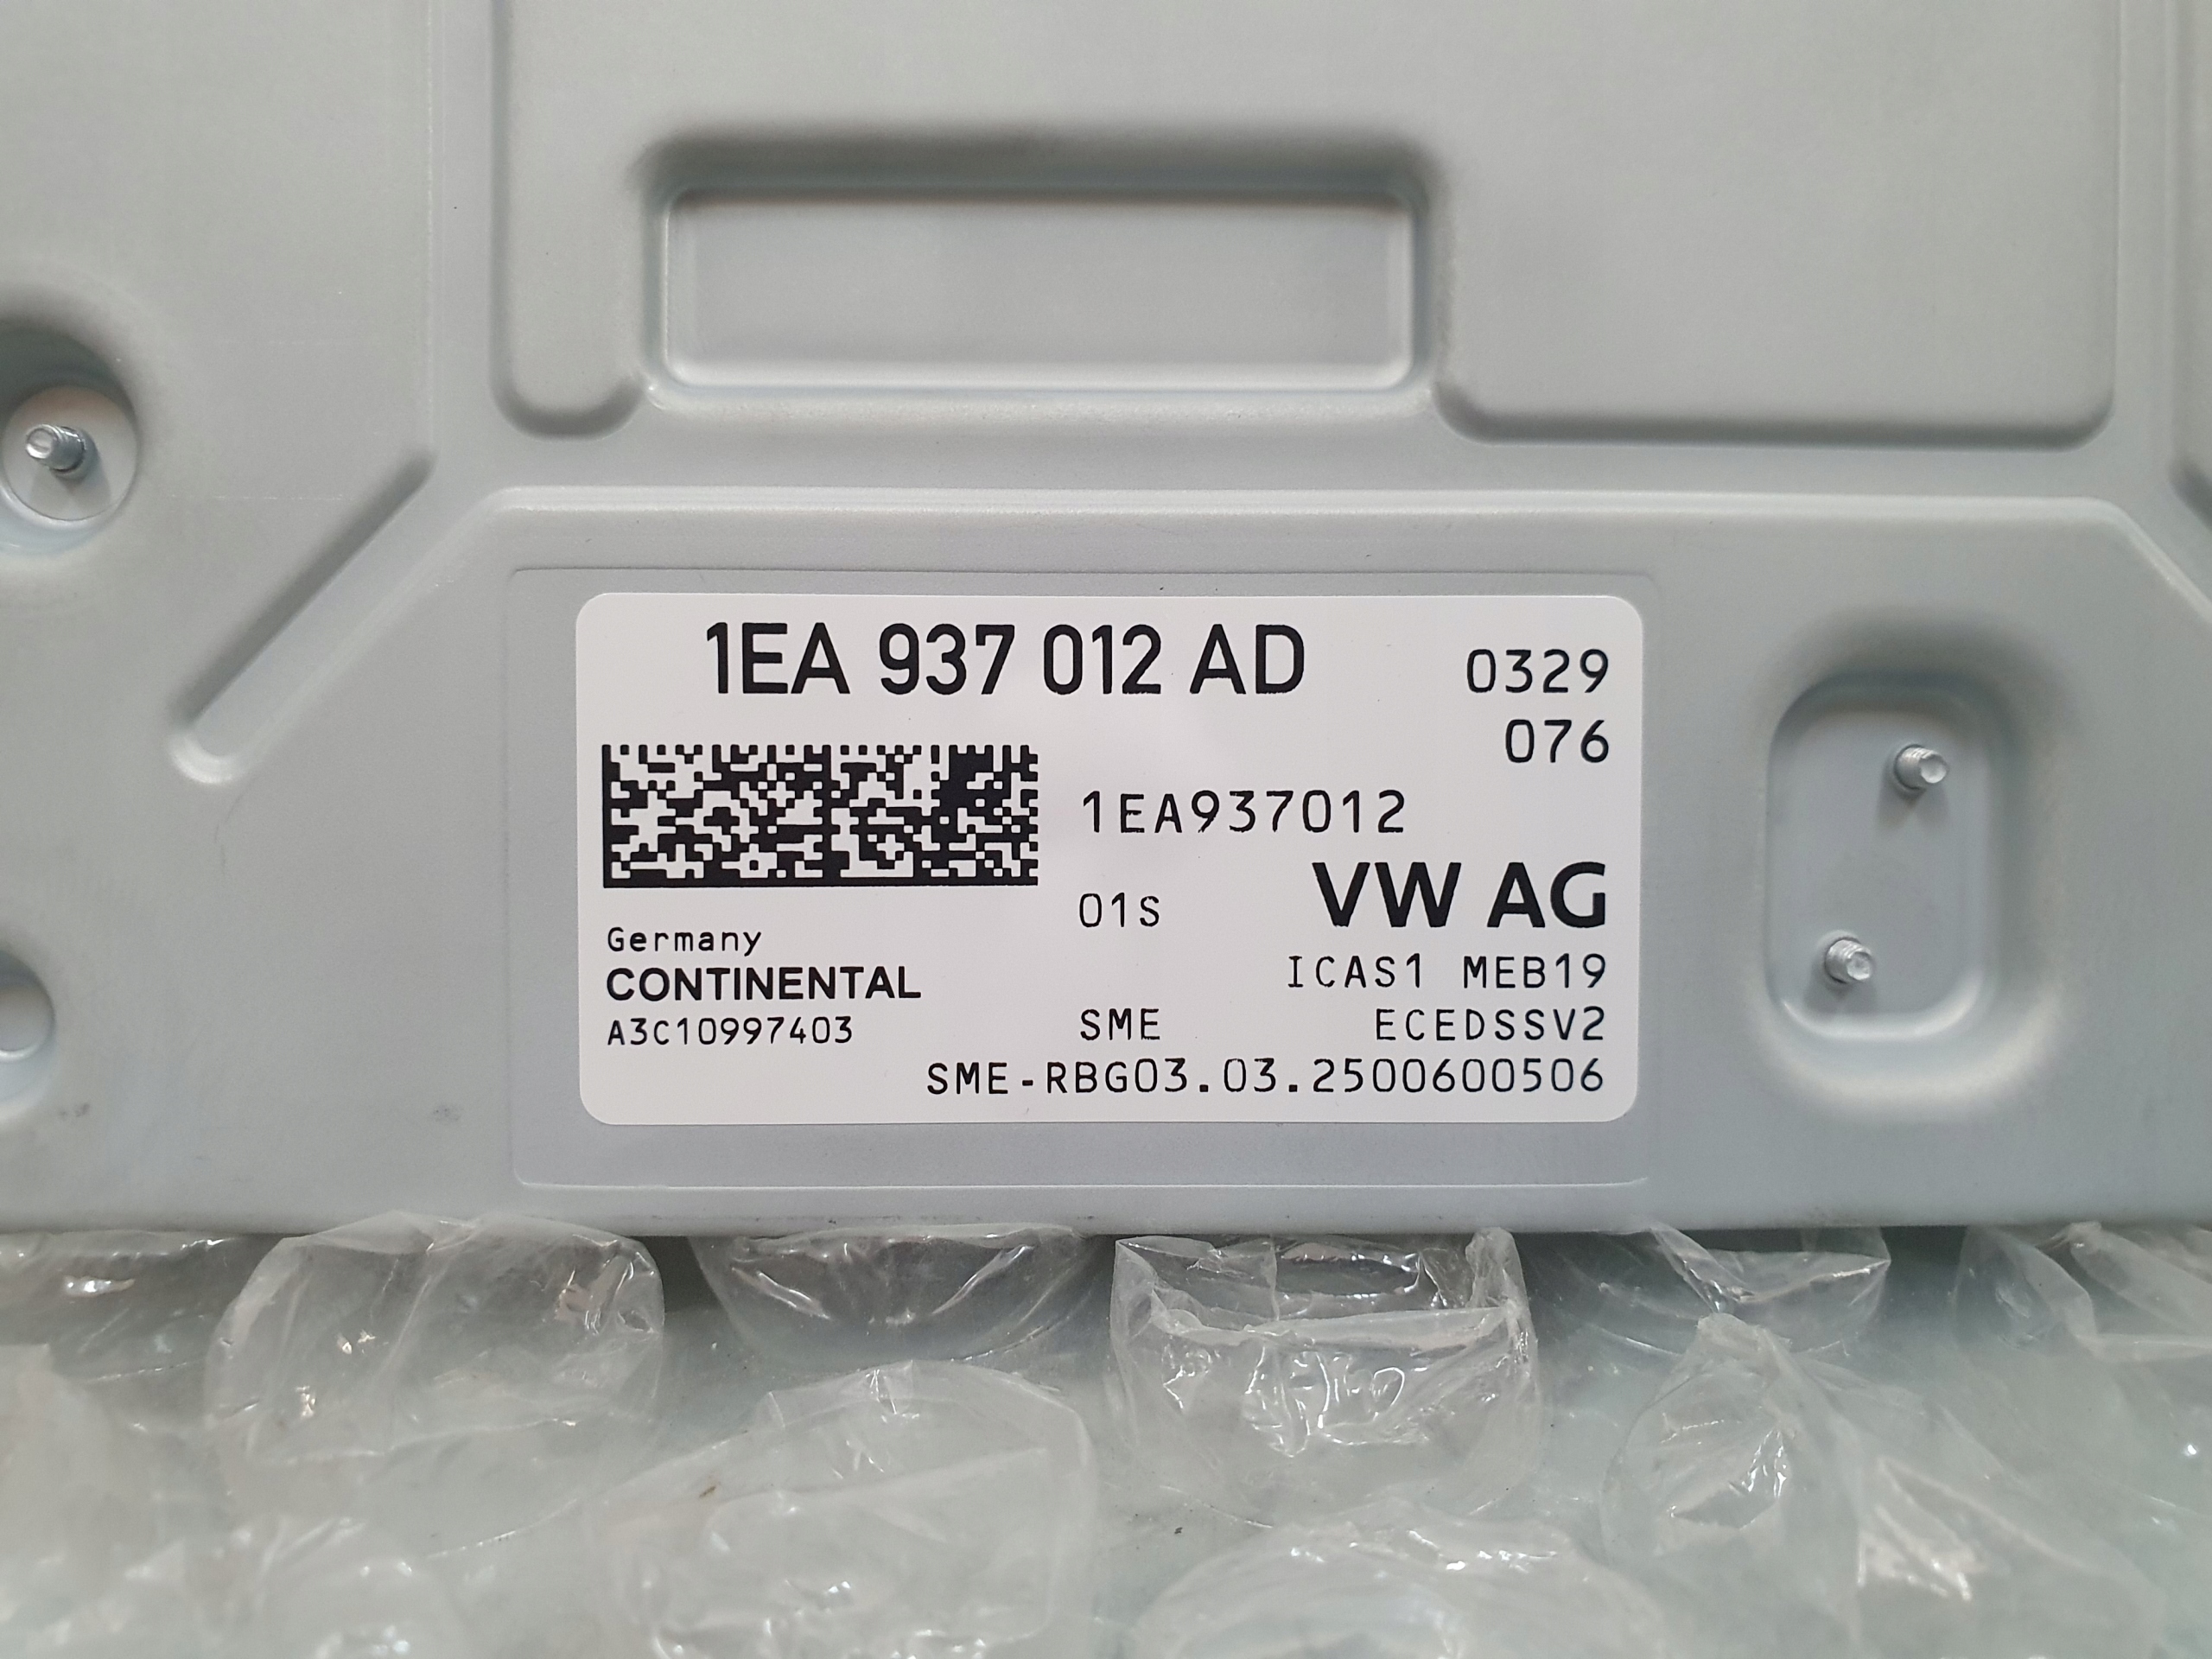 1EA 937 012 AD
0329
076
1EA937012
01S
VW AG
Germany
CONTINENTAL
ICAS1 MEB19
A3C10997403
SME
ECEDSSV2
SME-RBG03.03.2500600506